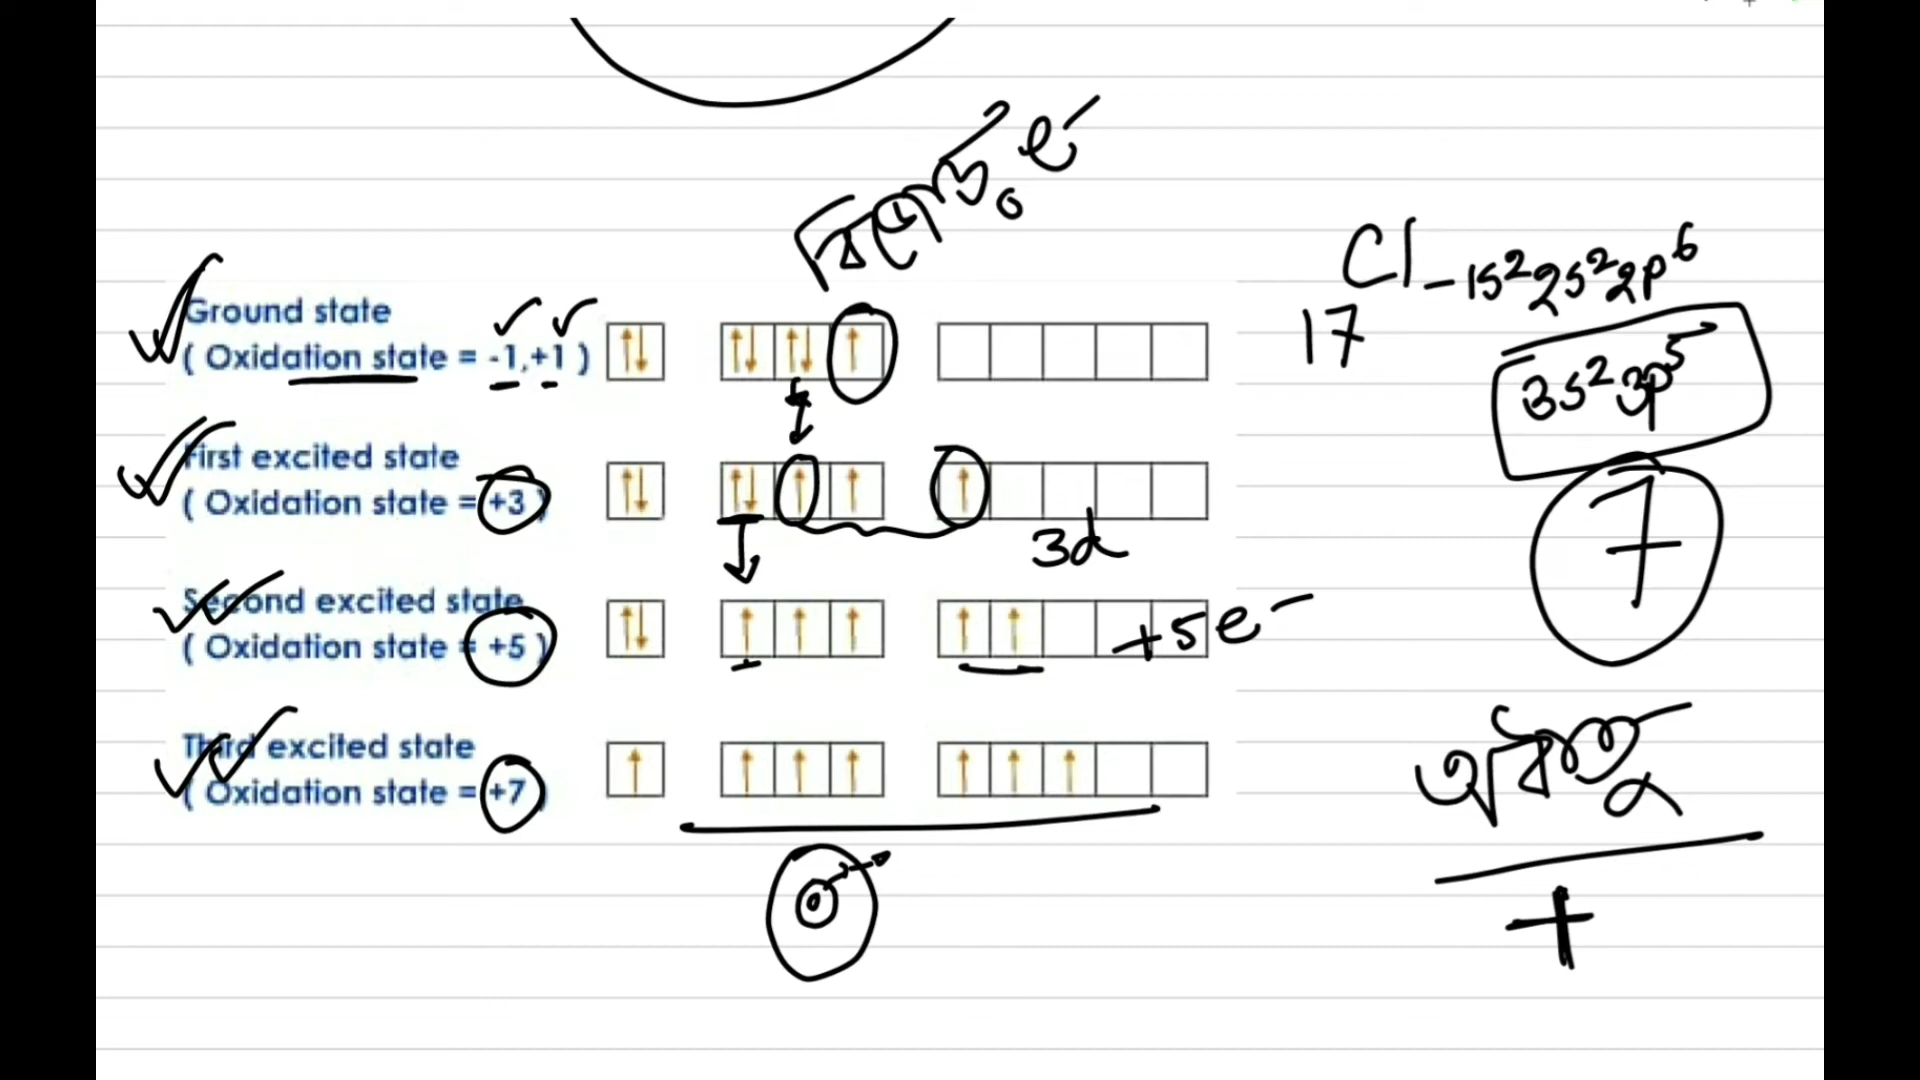 বিজোড় e⁻
Cl – 1s²2s²2p⁶
17
3s²3p⁵
Ground state
( Oxidation state = -1,+1 )
First excited state
( Oxidation state = +3 )
3d
7
Second excited state
( Oxidation state = +5 )
+5e⁻
Third excited state
( Oxidation state = +7 )
+